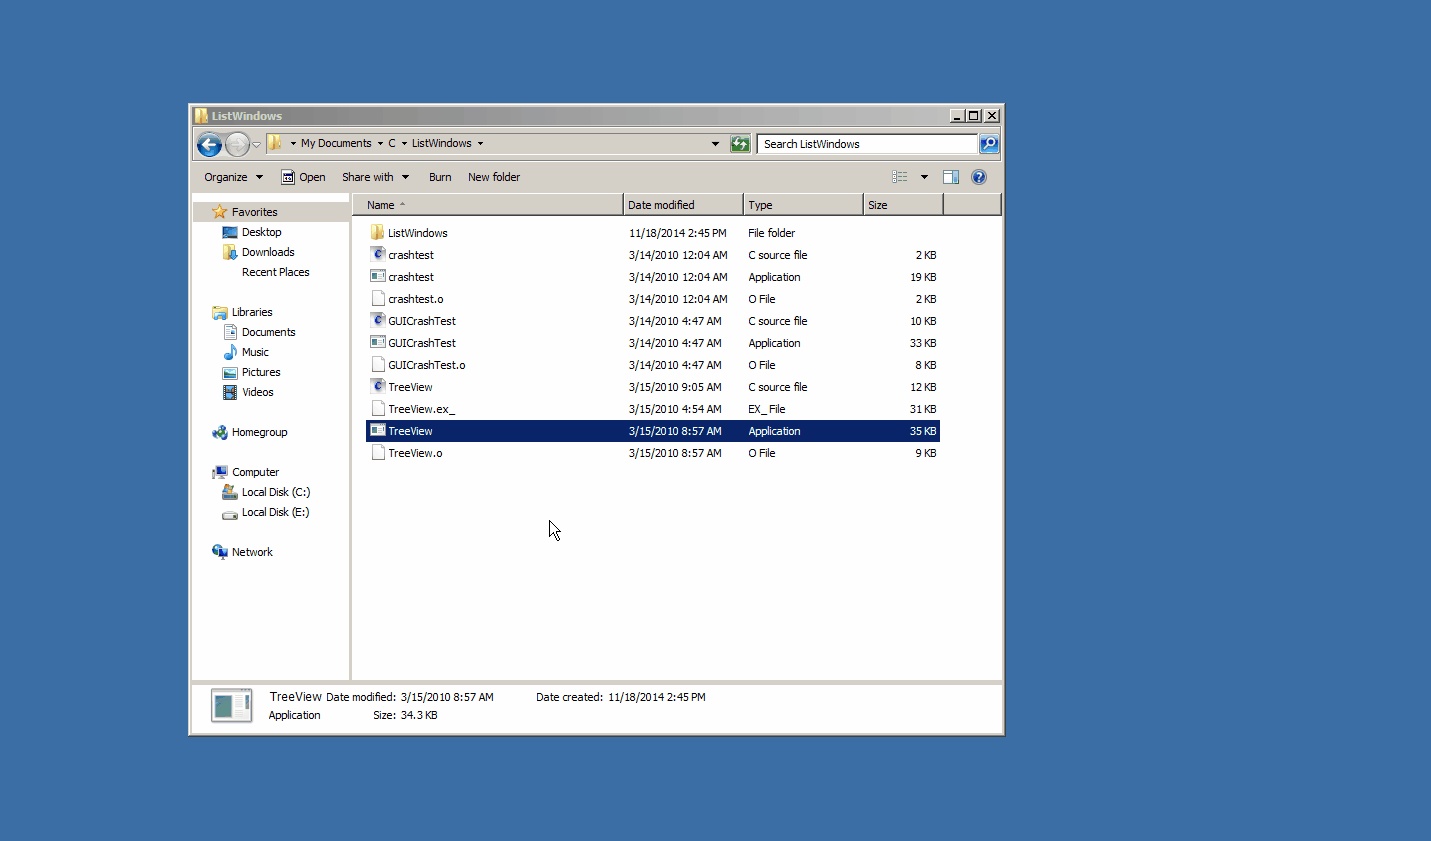 ListWindows
My Documents C ListWindows Search ListWindows
Organize Open Share with Burn New folder
Favorites
Desktop
Downloads
Recent Places
Libraries
Documents
Music
Pictures
Videos
Homegroup
Computer
Local Disk (C:)
Local Disk (E:)
Network
Name Date modified Type Size
ListWindows 11/18/2014 2:45 PM File folder
crashtest 3/14/2010 12:04 AM C source file 2 KB
crashtest 3/14/2010 12:04 AM Application 19 KB
crashtest.o 3/14/2010 12:04 AM O File 2 KB
GUICrashTest 3/14/2010 4:47 AM C source file 10 KB
GUICrashTest 3/14/2010 4:47 AM Application 33 KB
GUICrashTest.o 3/14/2010 4:47 AM O File 8 KB
TreeView 3/15/2010 9:05 AM C source file 12 KB
TreeView.ex_ 3/15/2010 4:54 AM EX_ File 31 KB
TreeView 3/15/2010 8:57 AM Application 35 KB
TreeView.o 3/15/2010 8:57 AM O File 9 KB
TreeView Date modified: 3/15/2010 8:57 AM Date created: 11/18/2014 2:45 PM
Application Size: 34.3 KB